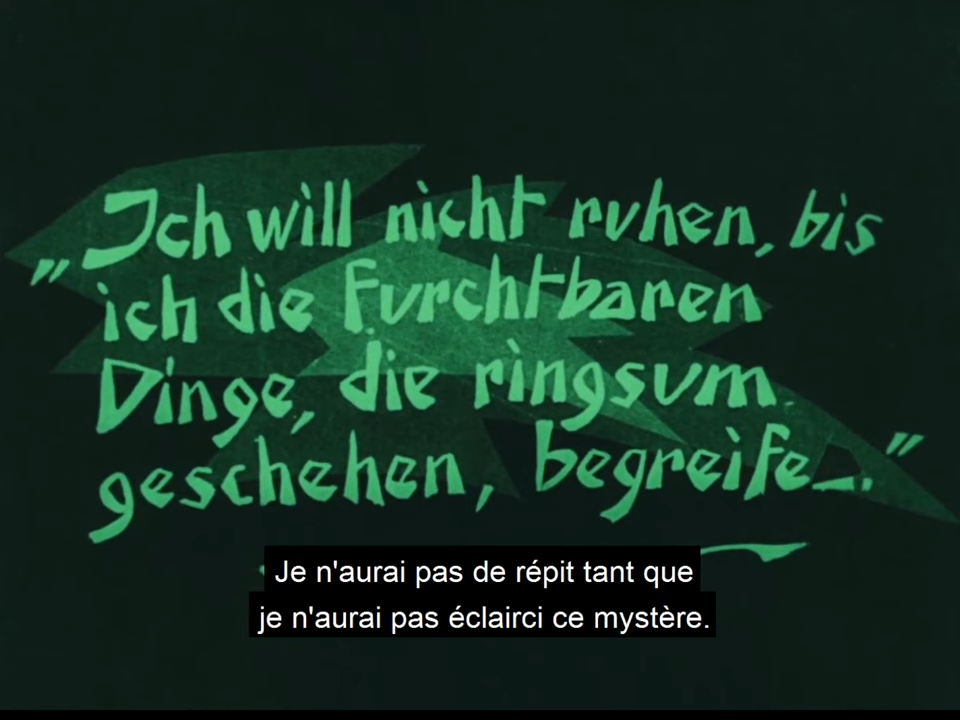 „Ich will nicht ruhen, bis
ich die Furchtbaren
Dinge, die ringsum
geschehen, begreife_."
Je n'aurai pas de répit tant que
je n'aurai pas éclairci ce mystère.